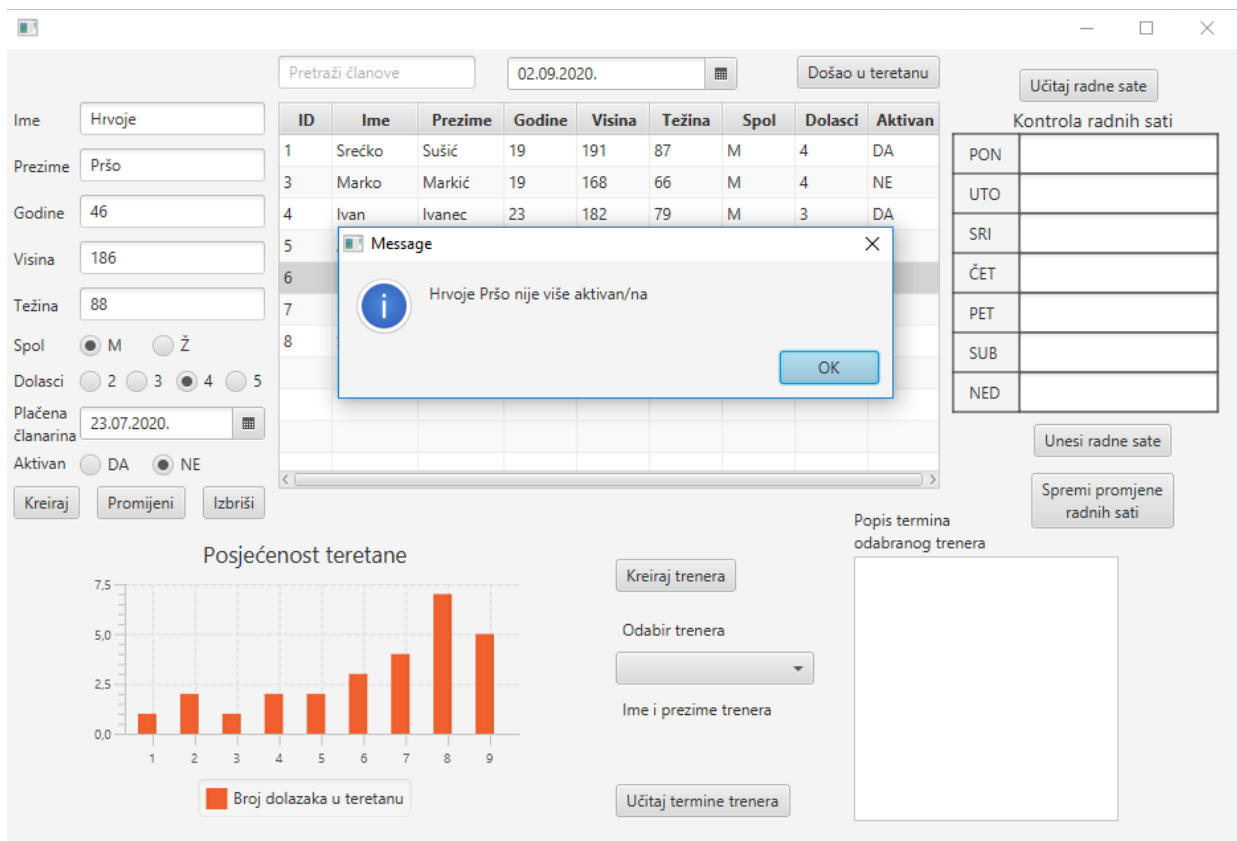 Pretraži članove
02.09.2020.
Došao u teretanu
Učitaj radne sate
Ime Hrvoje
Prezime Pršo
Godine 46
Visina 186
Težina 88
Spol M Ž
Dolasci 2 3 4 5
Plačena
članarina 23.07.2020.
Aktivan DA NE
Kreiraj Promijeni Izbriši
ID Ime Prezime Godine Visina Težina Spol Dolasci Aktivan
1 Srećko Sušić 19 191 87 M 4 DA
3 Marko Markić 19 168 66 M 4 NE
4 Ivan Ivanec 23 182 79 M 3 DA
5
6
7
8
Message
Hrvoje Pršo nije više aktivan/na
OK
Kontrola radnih sati
PON
UTO
SRI
ČET
PET
SUB
NED
Unesi radne sate
Spremi promjene
radnih sati
Posjećenost teretane
7,5
5,0
2,5
0,0
1 2 3 4 5 6 7 8 9
Broj dolazaka u teretanu
Kreiraj trenera
Odabir trenera
Ime i prezime trenera
Učitaj termine trenera
Popis termina
odabranog trenera